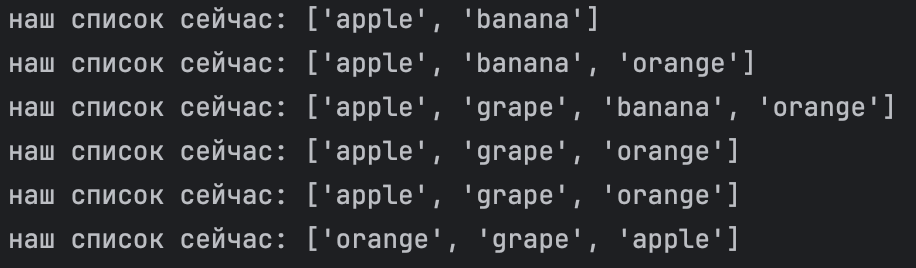 наш список сейчас: ['apple', 'banana']
наш список сейчас: ['apple', 'banana', 'orange']
наш список сейчас: ['apple', 'grape', 'banana', 'orange']
наш список сейчас: ['apple', 'grape', 'orange']
наш список сейчас: ['apple', 'grape', 'orange']
наш список сейчас: ['orange', 'grape', 'apple']